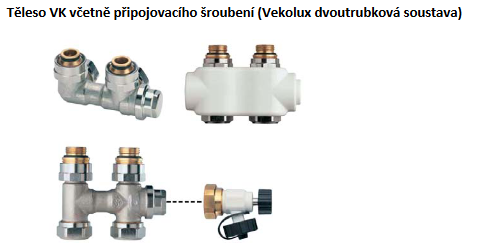 Těleso VK včetně připojovacího šroubení (Vekolux dvoutrubková soustava)